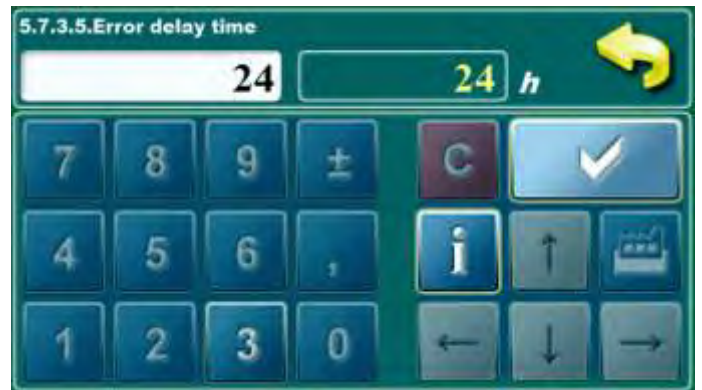 5.7.3.5.Error delay time
24 24 h
7 8 9 ± C
4 5 6 , i ↑
1 2 3 0 ← ↓ →